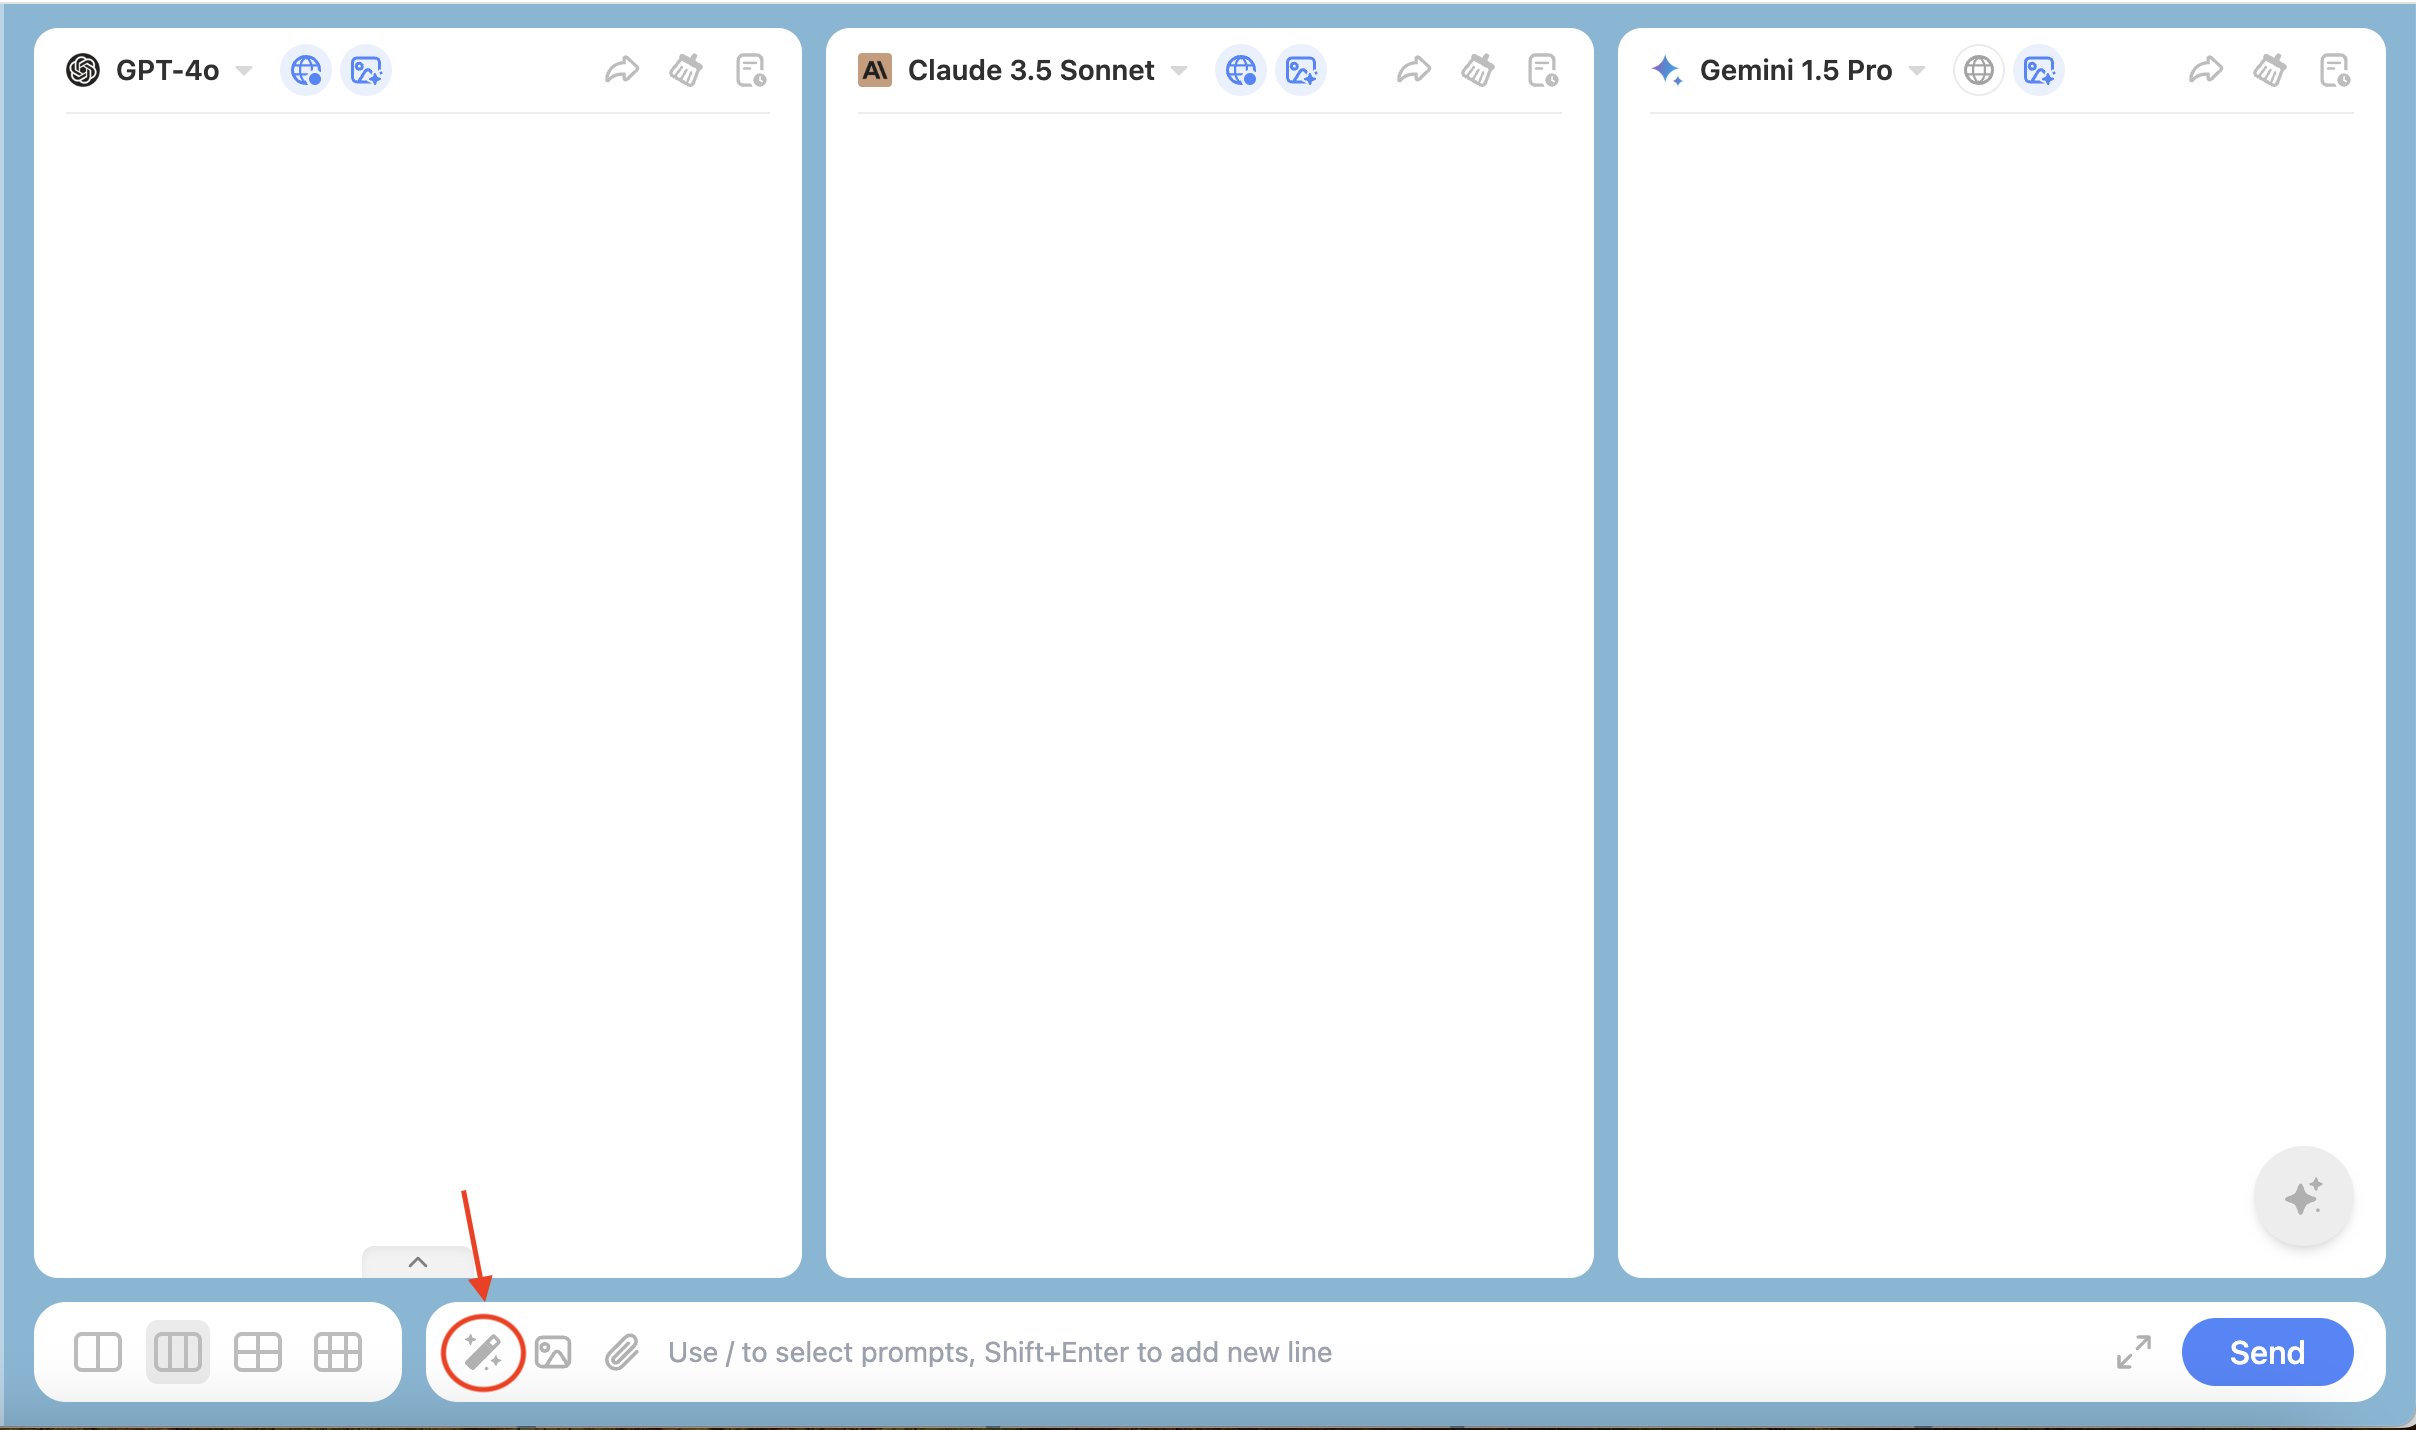 GPT-4o
Claude 3.5 Sonnet
Gemini 1.5 Pro
Use / to select prompts, Shift+Enter to add new line
Send